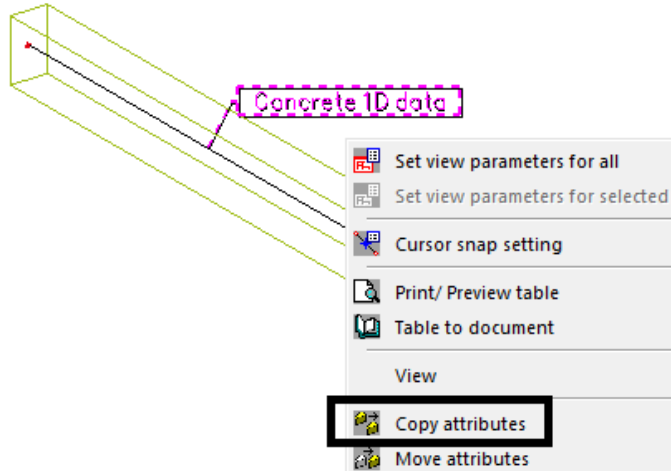 Concrete 1D data
Set view parameters for all
Set view parameters for selected
Cursor snap setting
Print/ Preview table
Table to document
View
Copy attributes
Move attributes